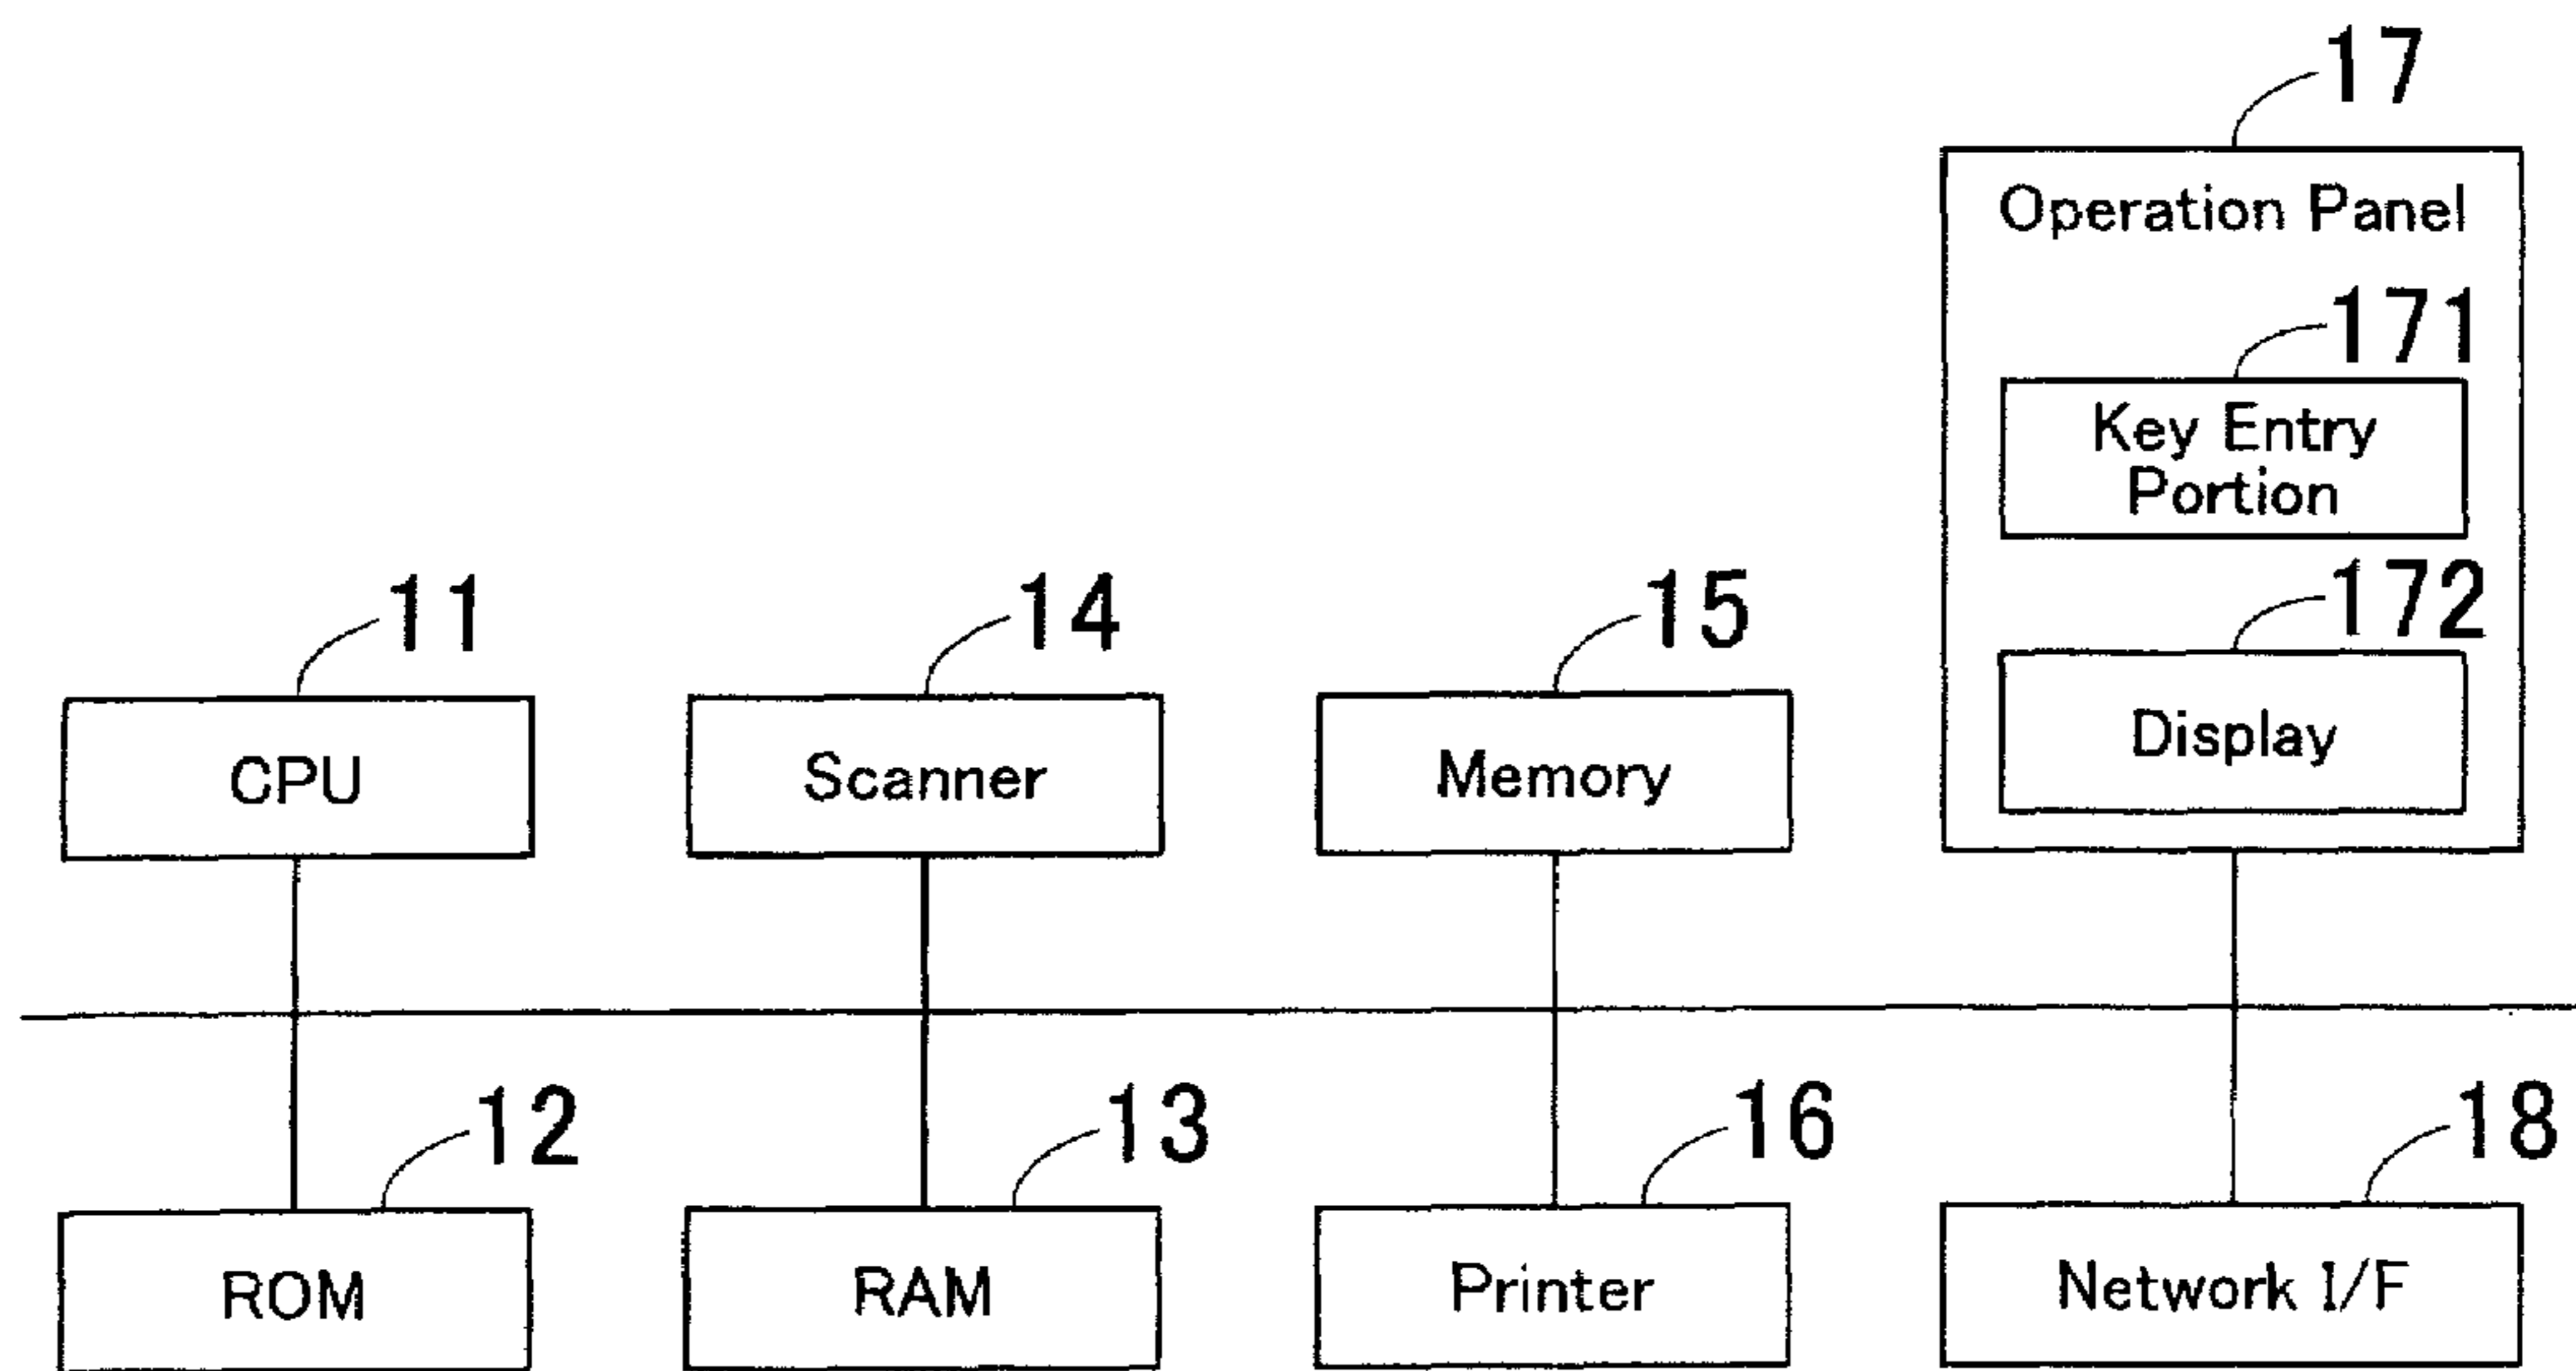 17
Operation Panel
171
Key Entry
Portion
172
Display
11
CPU
14
Scanner
15
Memory
12
ROM
13
RAM
16
Printer
18
Network I/F